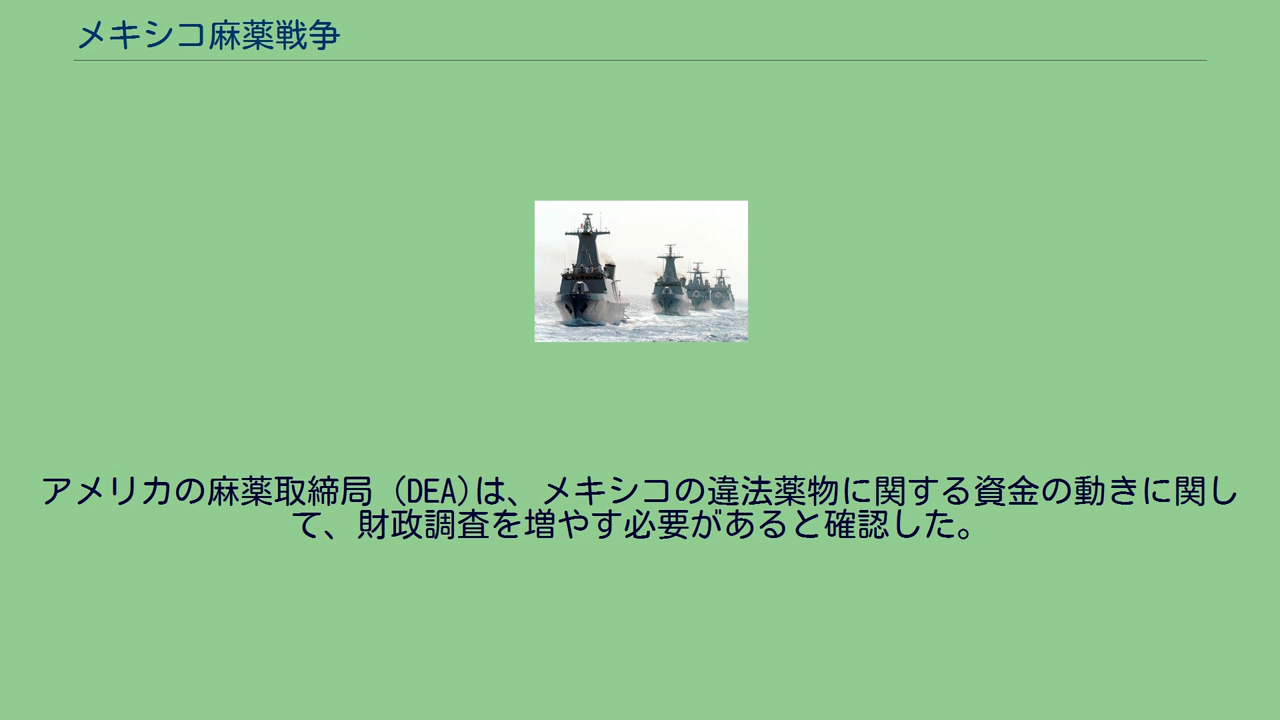 メキシコ麻薬戦争
アメリカの麻薬取締局 (DEA)は、メキシコの違法薬物に関する資金の動きに関し
て、財政調査を増やす必要があると確認した。